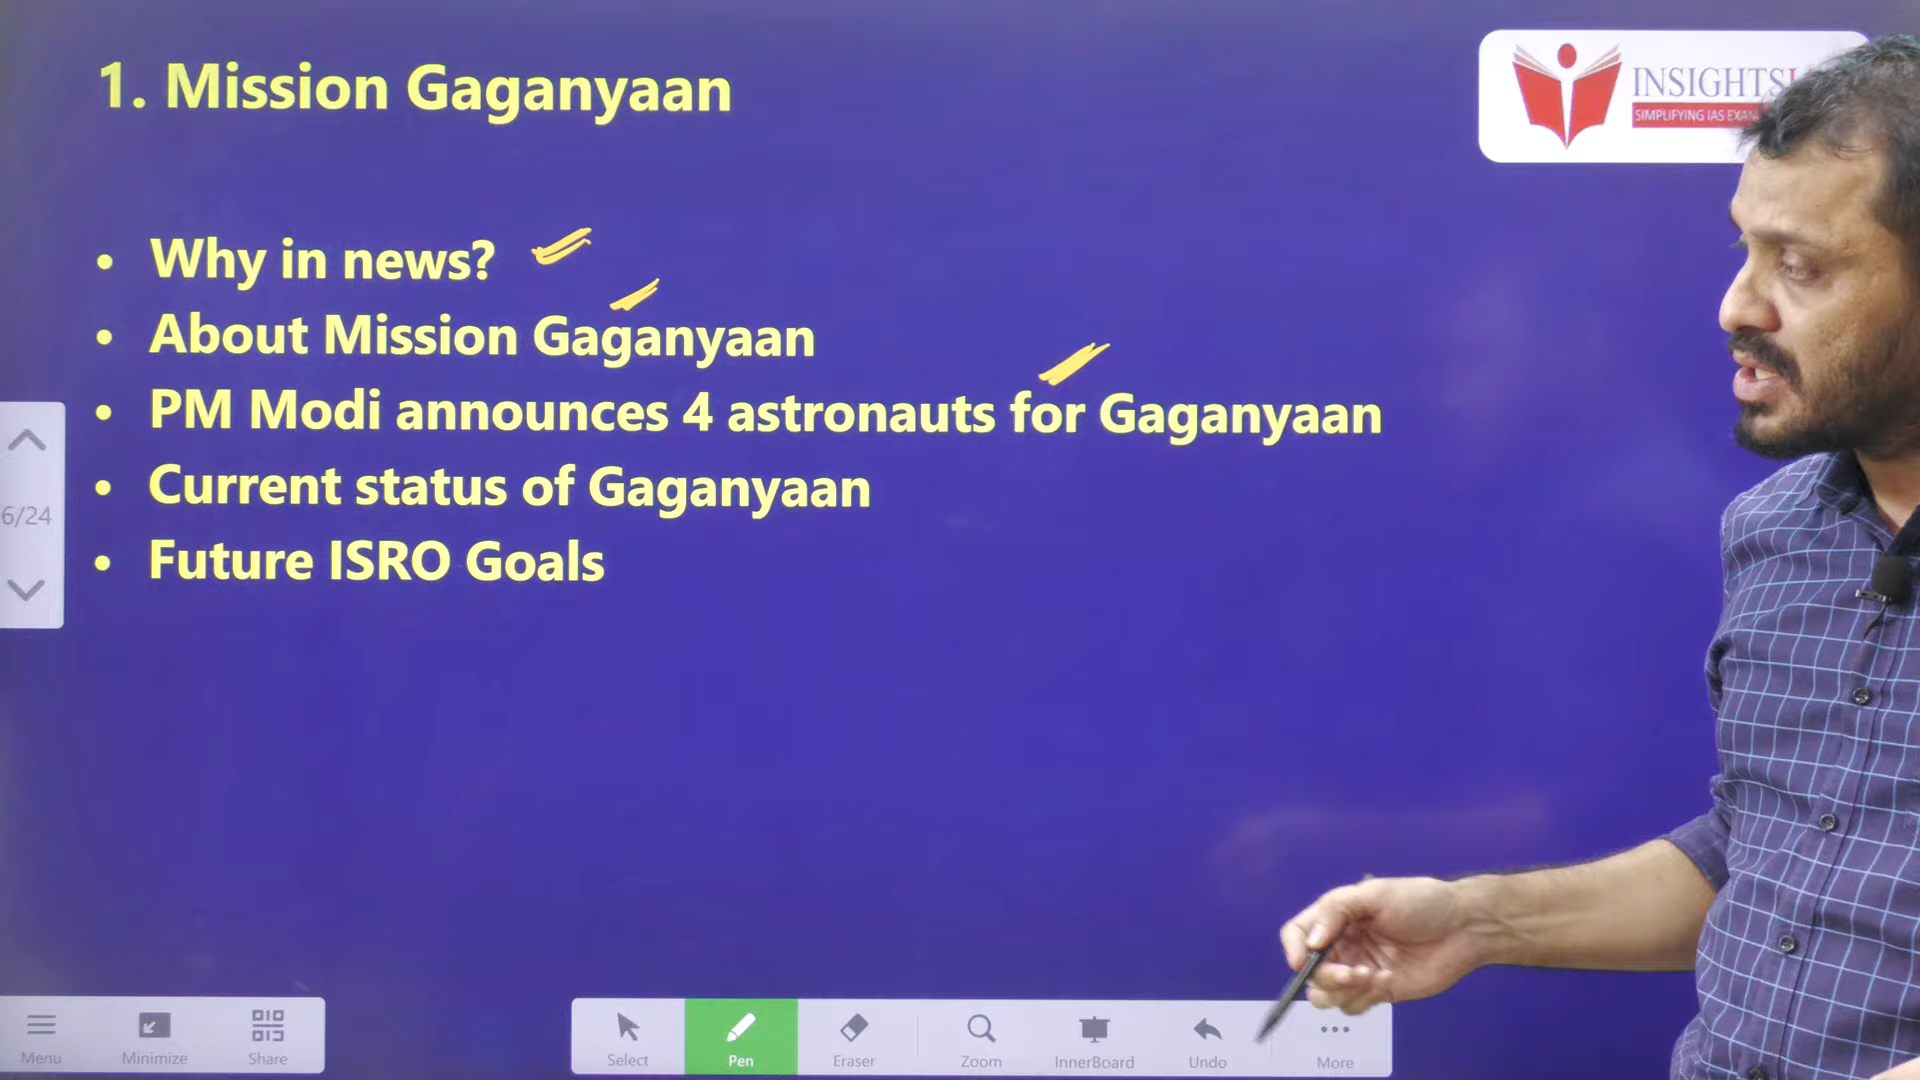 1. Mission Gaganyaan
INSIGHTS
SIMPLIFYING IAS EXAM
• Why in news?
• About Mission Gaganyaan
• PM Modi announces 4 astronauts for Gaganyaan
• Current status of Gaganyaan
• Future ISRO Goals
6/24
Menu
Minimize
Share
Select
Pen
Eraser
Zoom
InnerBoard
Undo
More